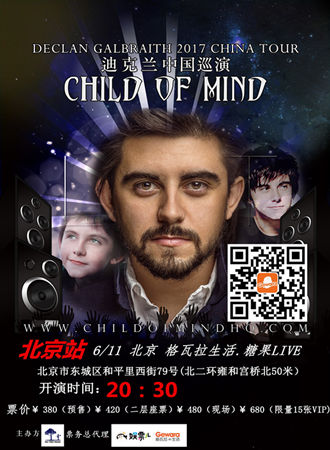 DECLAN GALBRAITH 2017 CHINA TOUR
迪克兰中国巡演
CHILD OF MIND
WWW.CHILDOFMINDHQ.COM
北京站 6/11 北京 格瓦拉生活.糖果LIVE
北京市东城区和平里西街79号(北二环雍和宫桥北50米)
开演时间:20:30
票价¥380(预售)¥420(二层座票)¥480(现场)¥680(限量15张VIP)
主办方 票务总代理 Gewara
格瓦拉@生活